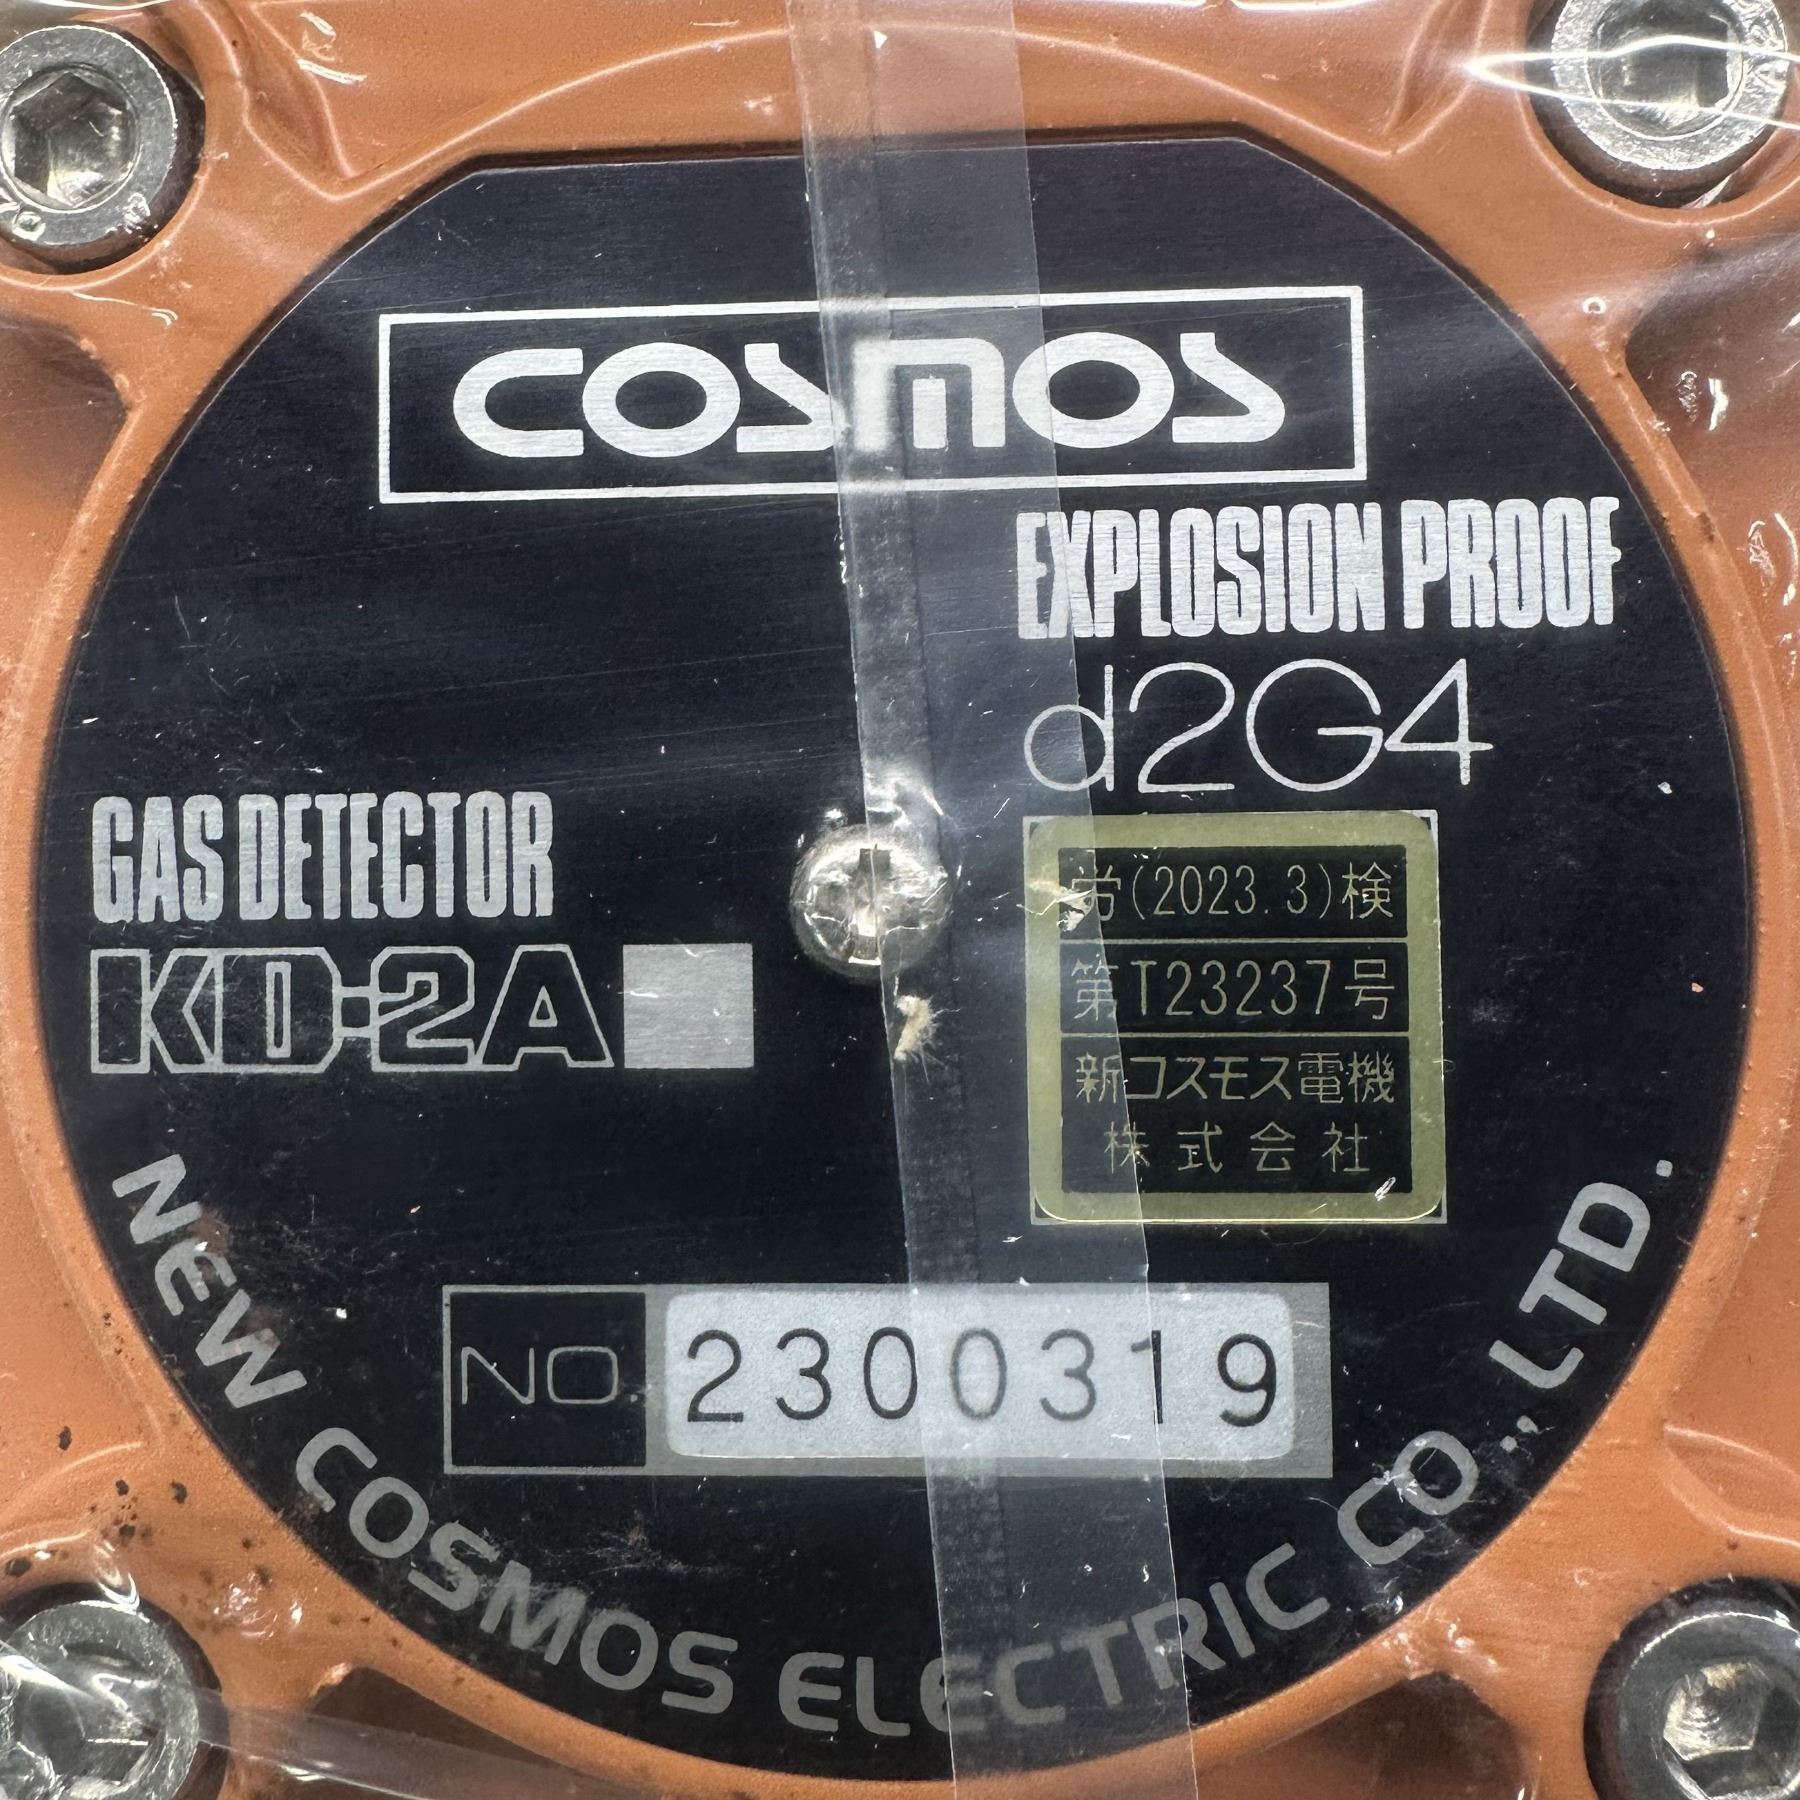 COSMOS
EXPLOSION PROOF
d2G4
GAS DETECTOR
KD-2A
労(2023.3)検
第T23237号
新コスモス電機
株式会社
NO. 2300319
NEW COSMOS ELECTRIC CO., LTD.